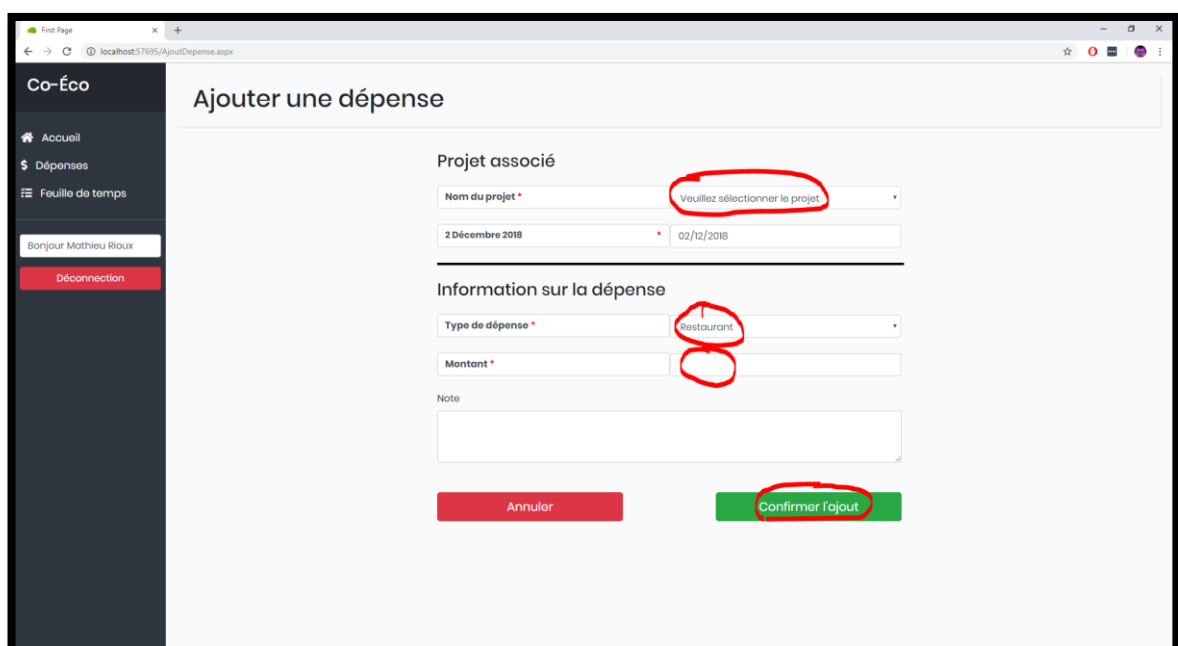 First Page
localhost:57695/AjoutDepense.aspx
Co-Éco
Ajouter une dépense
Accueil
$ Dépenses
Feuille de temps
Bonjour Mathieu Rioux
Déconnection
Projet associé
Nom du projet * Veuillez sélectionner le projet
2 Décembre 2018 * 02/12/2018
Information sur la dépense
Type de dépense * Restaurant
Montant *
Note
Annuler Confirmer l'ajout